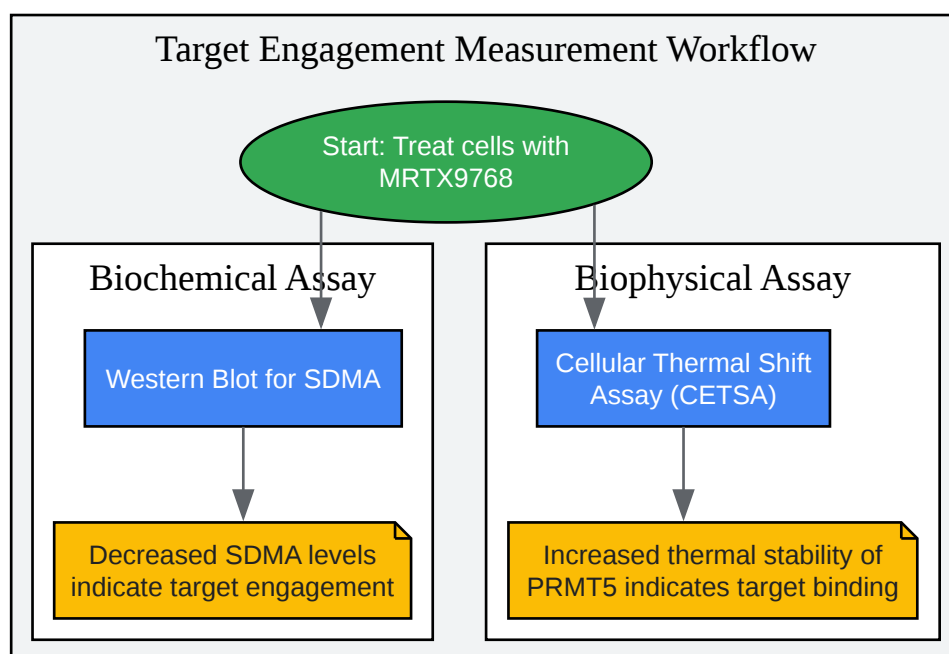 Target Engagement Measurement Workflow
Start: Treat cells with
MRTX9768
Biochemical Assay
Western Blot for SDMA
Decreased SDMA levels
indicate target engagement
Biophysical Assay
Cellular Thermal Shift
Assay (CETSA)
Increased thermal stability of
PRMT5 indicates target binding